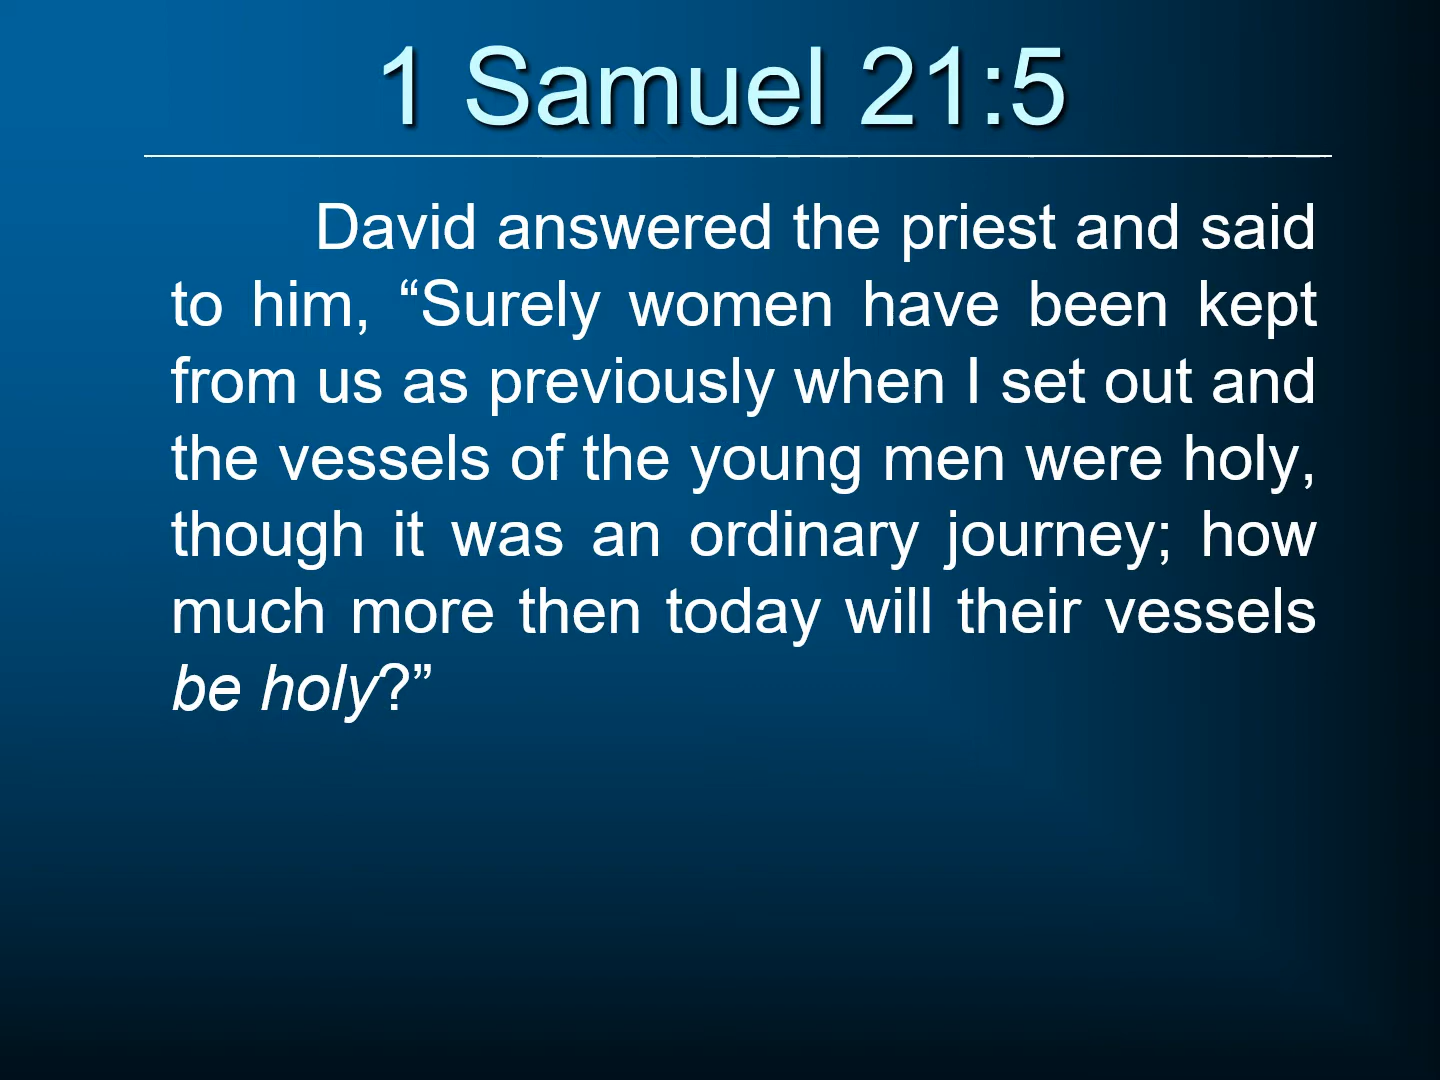 1 Samuel 21:5
David answered the priest and said
to him, “Surely women have been kept
from us as previously when I set out and
the vessels of the young men were holy,
though it was an ordinary journey; how
much more then today will their vessels
be holy?”